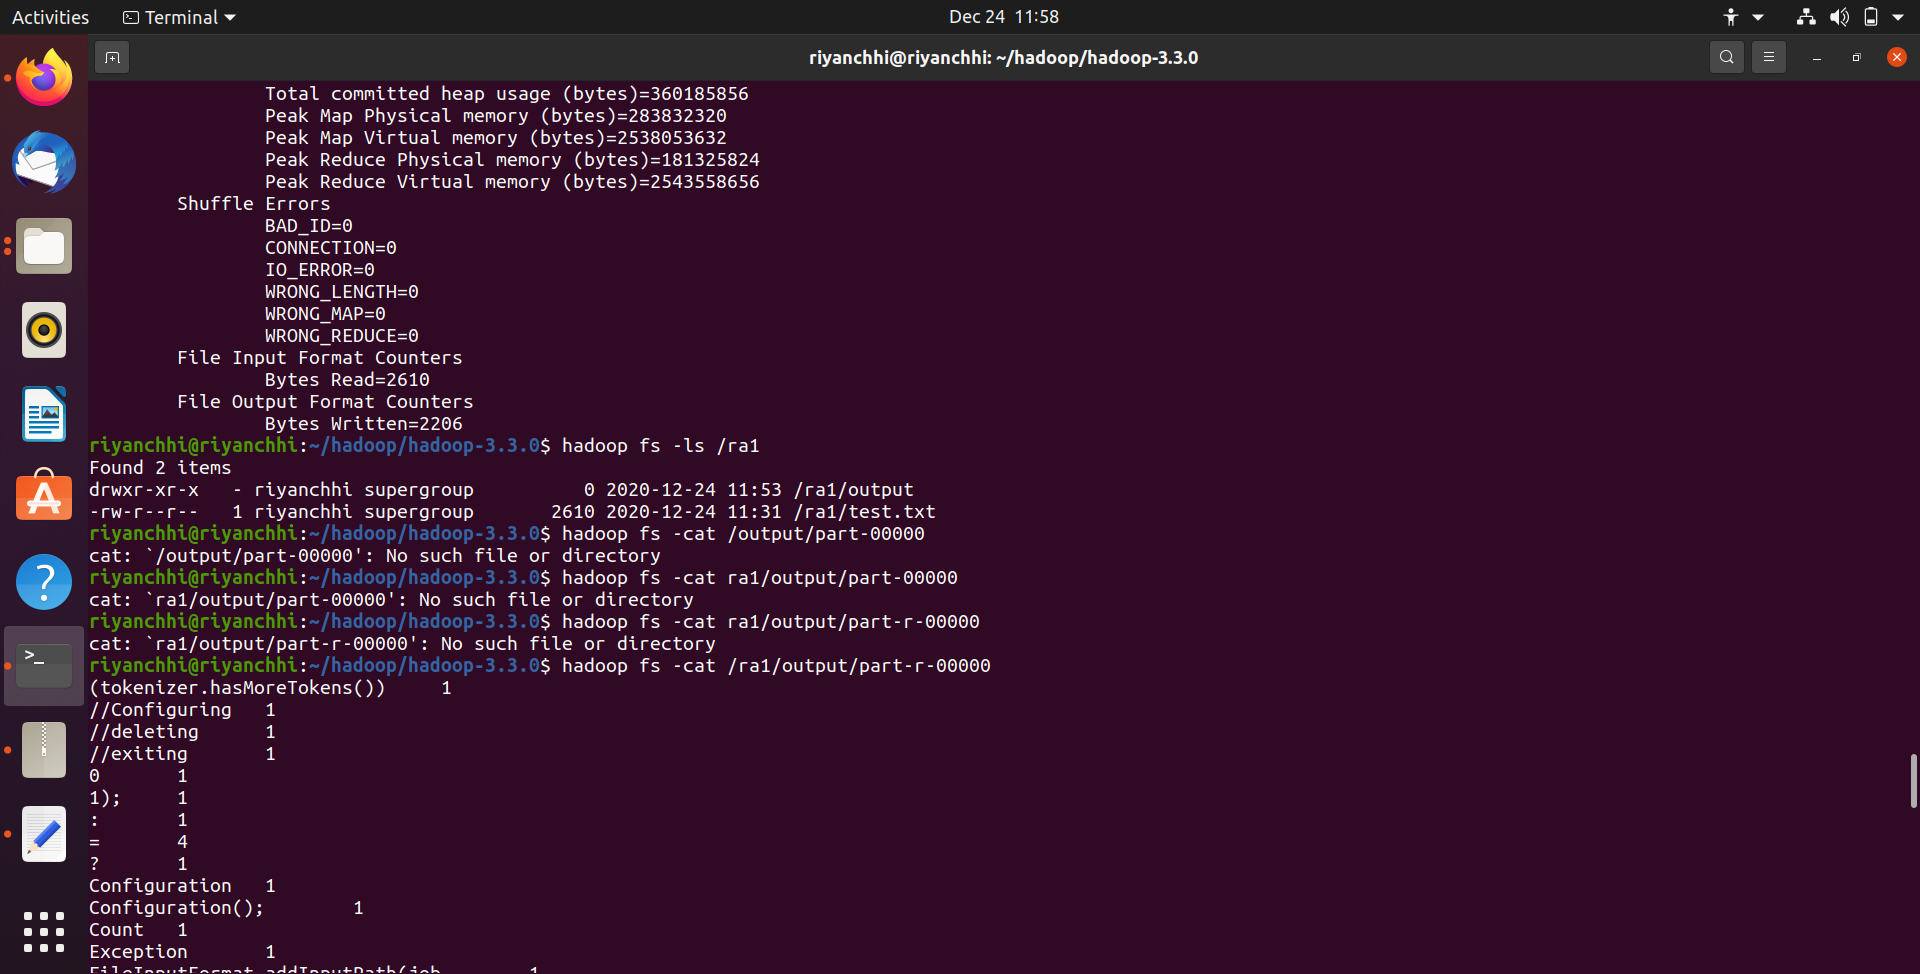 Activities
Terminal
Dec 24 11:58
riyanchhi@riyanchhi: ~/hadoop/hadoop-3.3.0
Total committed heap usage (bytes)=360185856
Peak Map Physical memory (bytes)=283832320
Peak Map Virtual memory (bytes)=2538053632
Peak Reduce Physical memory (bytes)=181325824
Peak Reduce Virtual memory (bytes)=2543558656
Shuffle Errors
BAD_ID=0
CONNECTION=0
IO_ERROR=0
WRONG_LENGTH=0
WRONG_MAP=0
WRONG_REDUCE=0
File Input Format Counters
Bytes Read=2610
File Output Format Counters
Bytes Written=2206
riyanchhi@riyanchhi:~/hadoop/hadoop-3.3.0$ hadoop fs -ls /ra1
Found 2 items
drwxr-xr-x   - riyanchhi supergroup          0 2020-12-24 11:53 /ra1/output
-rw-r--r--   1 riyanchhi supergroup       2610 2020-12-24 11:31 /ra1/test.txt
riyanchhi@riyanchhi:~/hadoop/hadoop-3.3.0$ hadoop fs -cat /output/part-00000
cat: `/output/part-00000': No such file or directory
riyanchhi@riyanchhi:~/hadoop/hadoop-3.3.0$ hadoop fs -cat ra1/output/part-00000
cat: `ra1/output/part-00000': No such file or directory
riyanchhi@riyanchhi:~/hadoop/hadoop-3.3.0$ hadoop fs -cat ra1/output/part-r-00000
cat: `ra1/output/part-r-00000': No such file or directory
riyanchhi@riyanchhi:~/hadoop/hadoop-3.3.0$ hadoop fs -cat /ra1/output/part-r-00000
(tokenizer.hasMoreTokens())     1
//Configuring   1
//deleting      1
//exiting       1
0       1
1);     1
:       1
=       4
?       1
Configuration   1
Configuration();        1
Count   1
Exception       1
FileInputFormat.addInputPath(job,       1